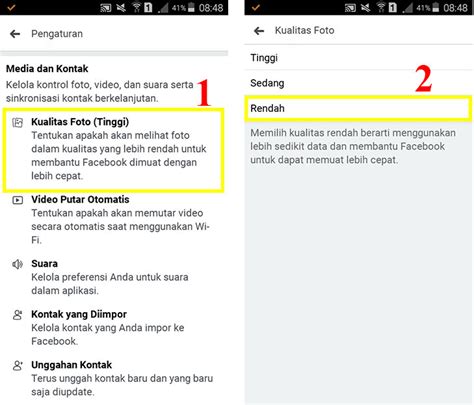 41% 08:48
Pengaturan
Media dan Kontak
Kelola kontrol foto, video, dan suara serta
sinkronisasi kontak berkelanjutan.
1
Kualitas Foto (Tinggi)
Tentukan apakah akan melihat foto
dalam kualitas yang lebih rendah untuk
membantu Facebook dimuat dengan
lebih cepat.
Video Putar Otomatis
Tentukan apakah akan memutar video
secara otomatis saat menggunakan Wi-
Fi.
Suara
Kelola preferensi Anda untuk suara
dalam aplikasi.
Kontak yang Diimpor
Kelola kontak yang Anda impor ke
Facebook.
Unggahan Kontak
Terus unggah kontak baru dan yang baru
saja diupdate.
1 41% 08:48
Kualitas Foto
Tinggi
2
Sedang
Rendah
Memilih kualitas rendah berarti menggunakan
lebih sedikit data dan membantu Facebook
untuk dapat memuat lebih cepat.